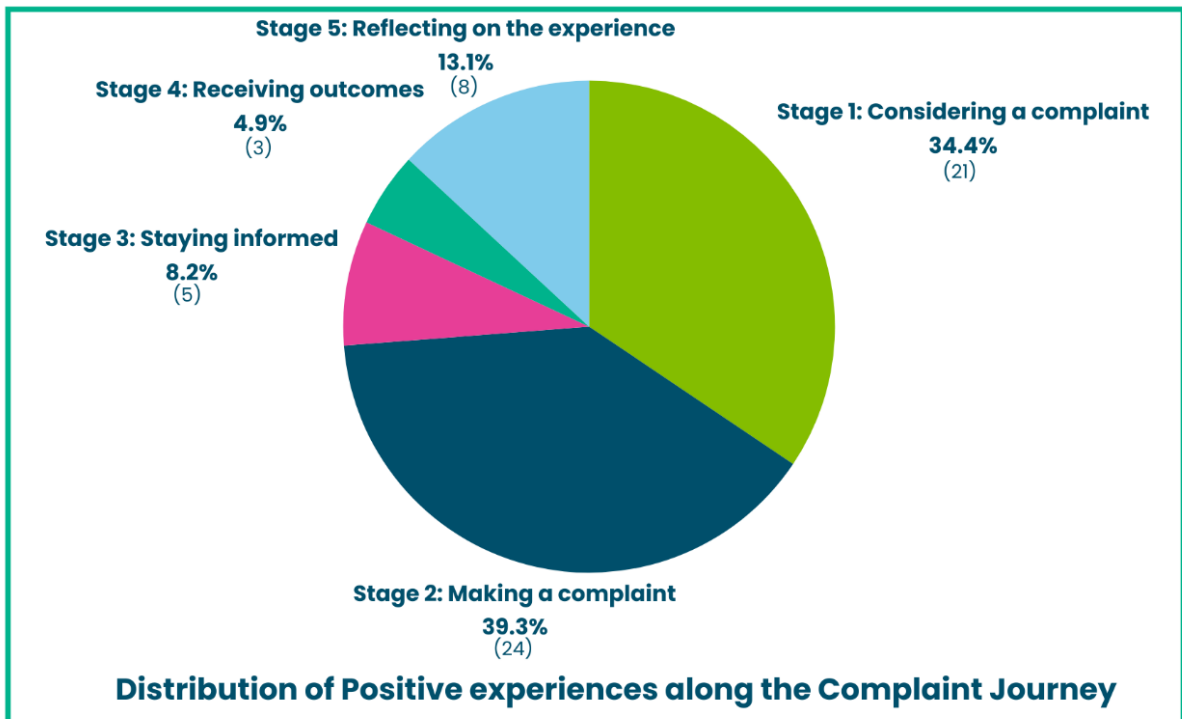 Stage 5: Reflecting on the experience
13.1%
(8)
Stage 4: Receiving outcomes
4.9%
(3)
Stage 1: Considering a complaint
34.4%
(21)
Stage 3: Staying informed
8.2%
(5)
Stage 2: Making a complaint
39.3%
(24)
Distribution of Positive experiences along the Complaint Journey